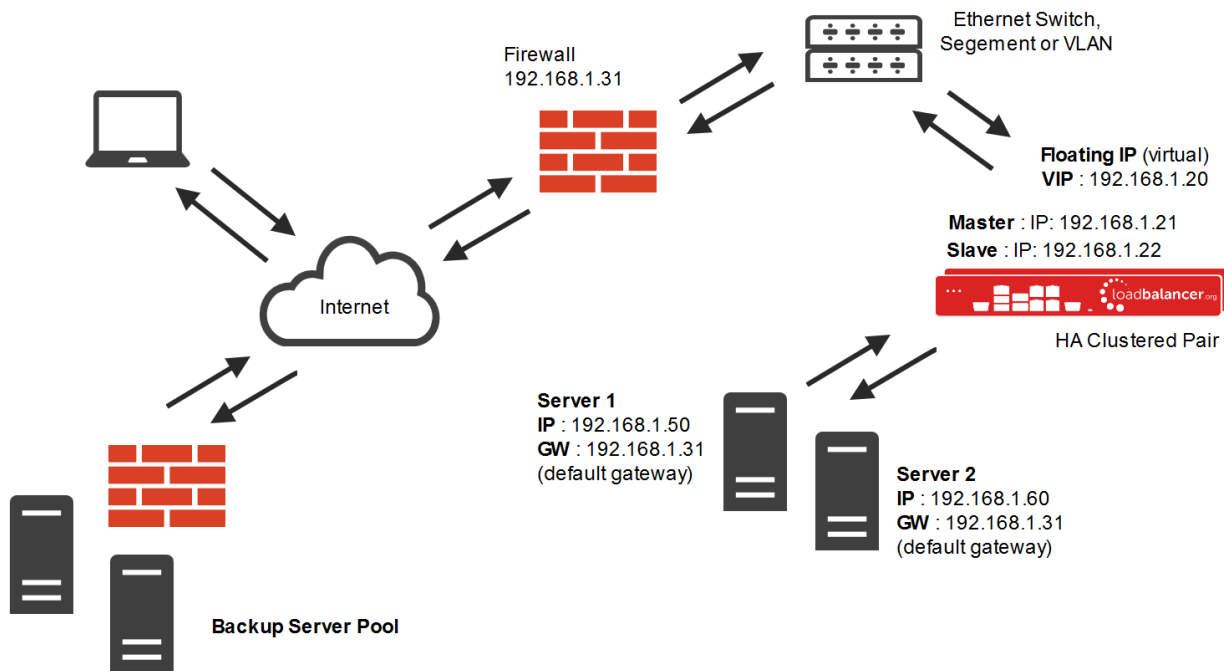 Ethernet Switch,
Segement or VLAN
Firewall
192.168.1.31
Floating IP (virtual)
VIP : 192.168.1.20
Master : IP: 192.168.1.21
Slave : IP: 192.168.1.22
loadbalancer.org
HA Clustered Pair
Internet
Server 1
IP : 192.168.1.50
GW : 192.168.1.31
(default gateway)
Server 2
IP : 192.168.1.60
GW : 192.168.1.31
(default gateway)
Backup Server Pool